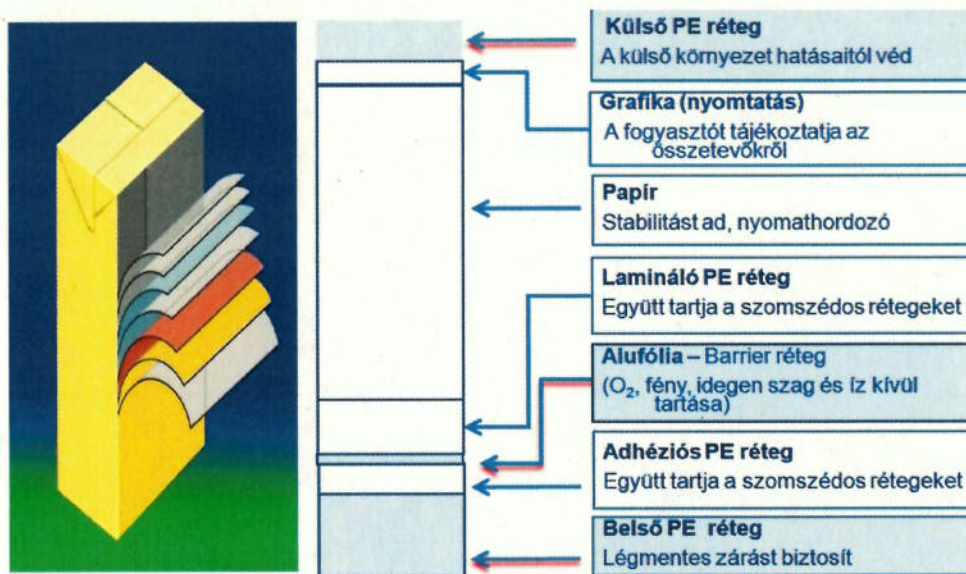 Külső PE réteg
A külső környezet hatásaitól véd
Grafika (nyomtatás)
A fogyasztót tájékoztatja az
összetevőkről
Papír
Stabilitást ad, nyomathordozó
Lamináló PE réteg
Együtt tartja a szomszédos rétegeket
Alufólia – Barrier réteg
(O₂, fény, idegen szag és íz kívül
tartása)
Adhéziós PE réteg
Együtt tartja a szomszédos rétegeket
Belső PE réteg
Légmentes zárást biztosít